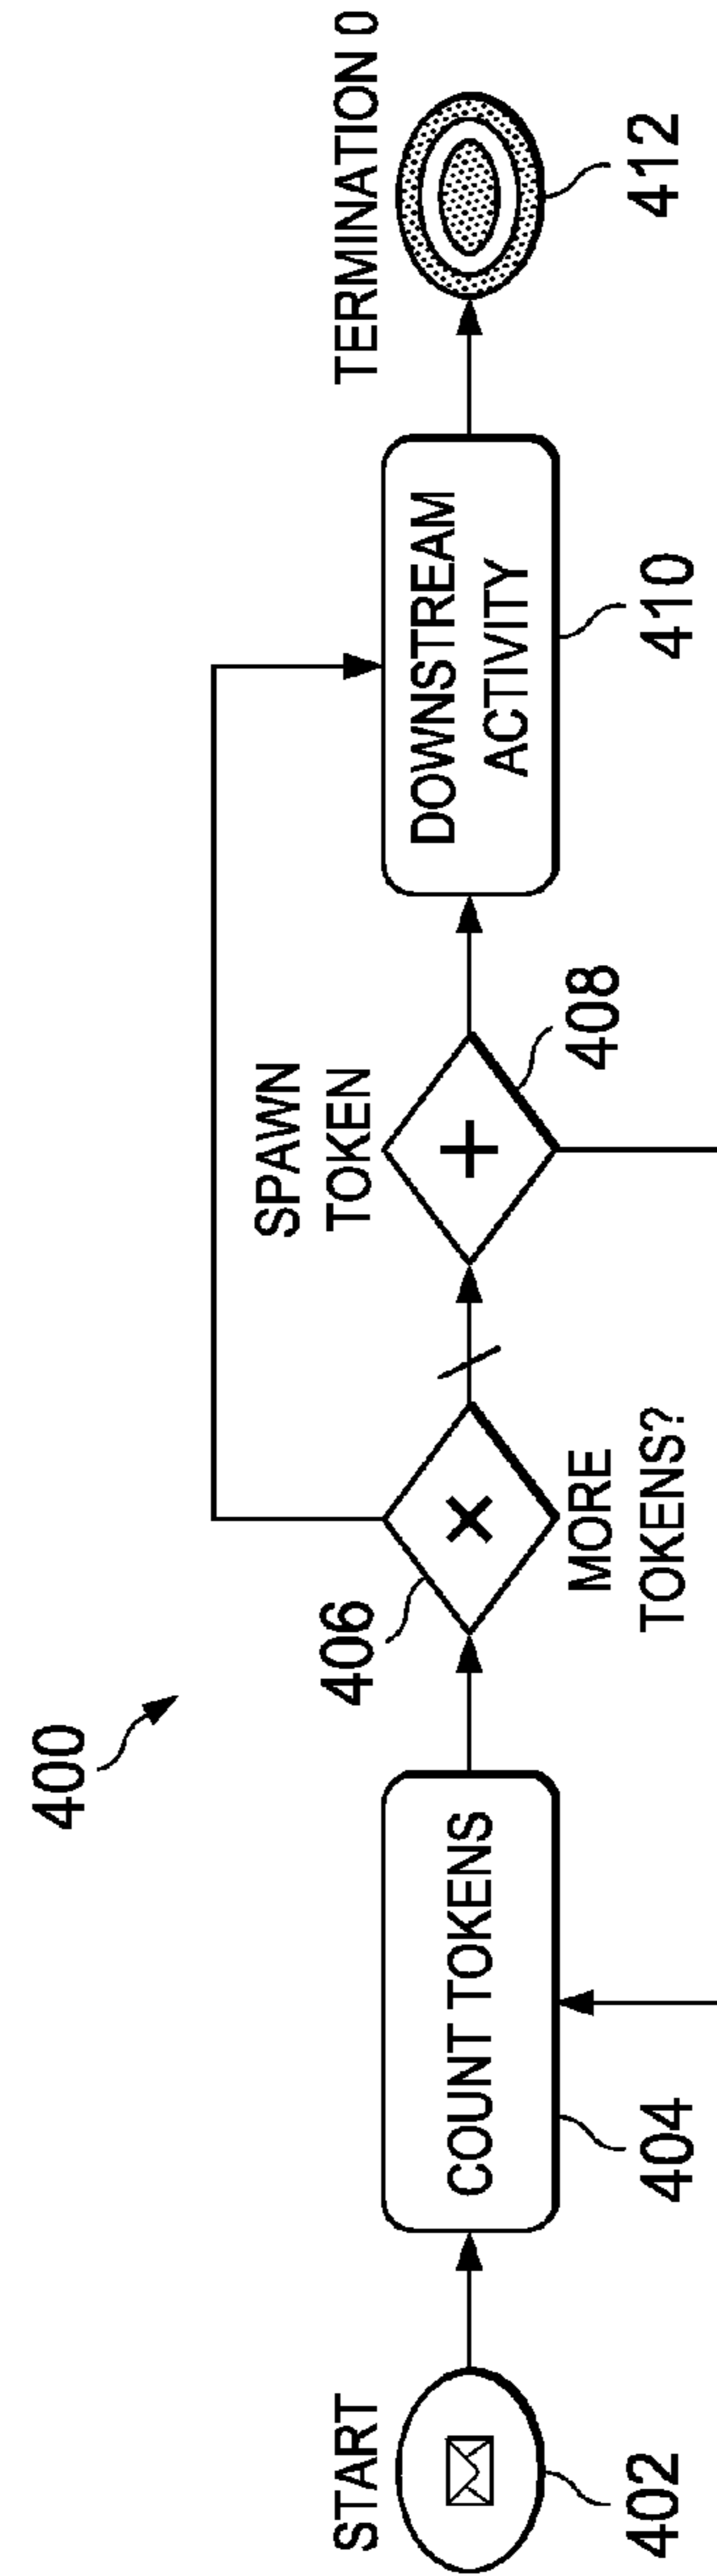 400
START
402
COUNT TOKENS
404
406
MORE
TOKENS?
SPAWN
TOKEN
408
DOWNSTREAM
ACTIVITY
410
TERMINATION 0
412